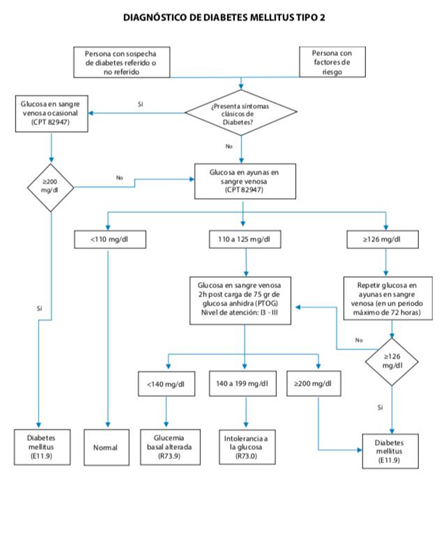 DIAGNÓSTICO DE DIABETES MELLITUS TIPO 2
Persona con sospecha
de diabetes referido o
no referido
Persona con
factores de
riesgo
Glucosa en sangre
venosa ocasional
(CPT 82947)
Si
¿Presenta síntomas
clásicos de
Diabetes?
No
≥200
mg/dl
No
Glucosa en ayunas en
sangre venosa
(CPT 82947)
<110 mg/dl
110 a 125 mg/dl
≥126 mg/dl
Glucosa en sangre venosa
2h post carga de 75 gr de
glucosa anhidra (PTOG)
Nivel de atención: I3 - III
Repetir glucosa en
ayunas en sangre
venosa (en un periodo
máximo de 72 horas)
Si
No
≥126
mg/dl
<140 mg/dl
140 a 199 mg/dl
≥200 mg/dl
Si
Diabetes
mellitus
(E11.9)
Normal
Glucemia
basal alterada
(R73.9)
Intolerancia a
la glucosa
(R73.0)
Diabetes
mellitus
(E11.9)